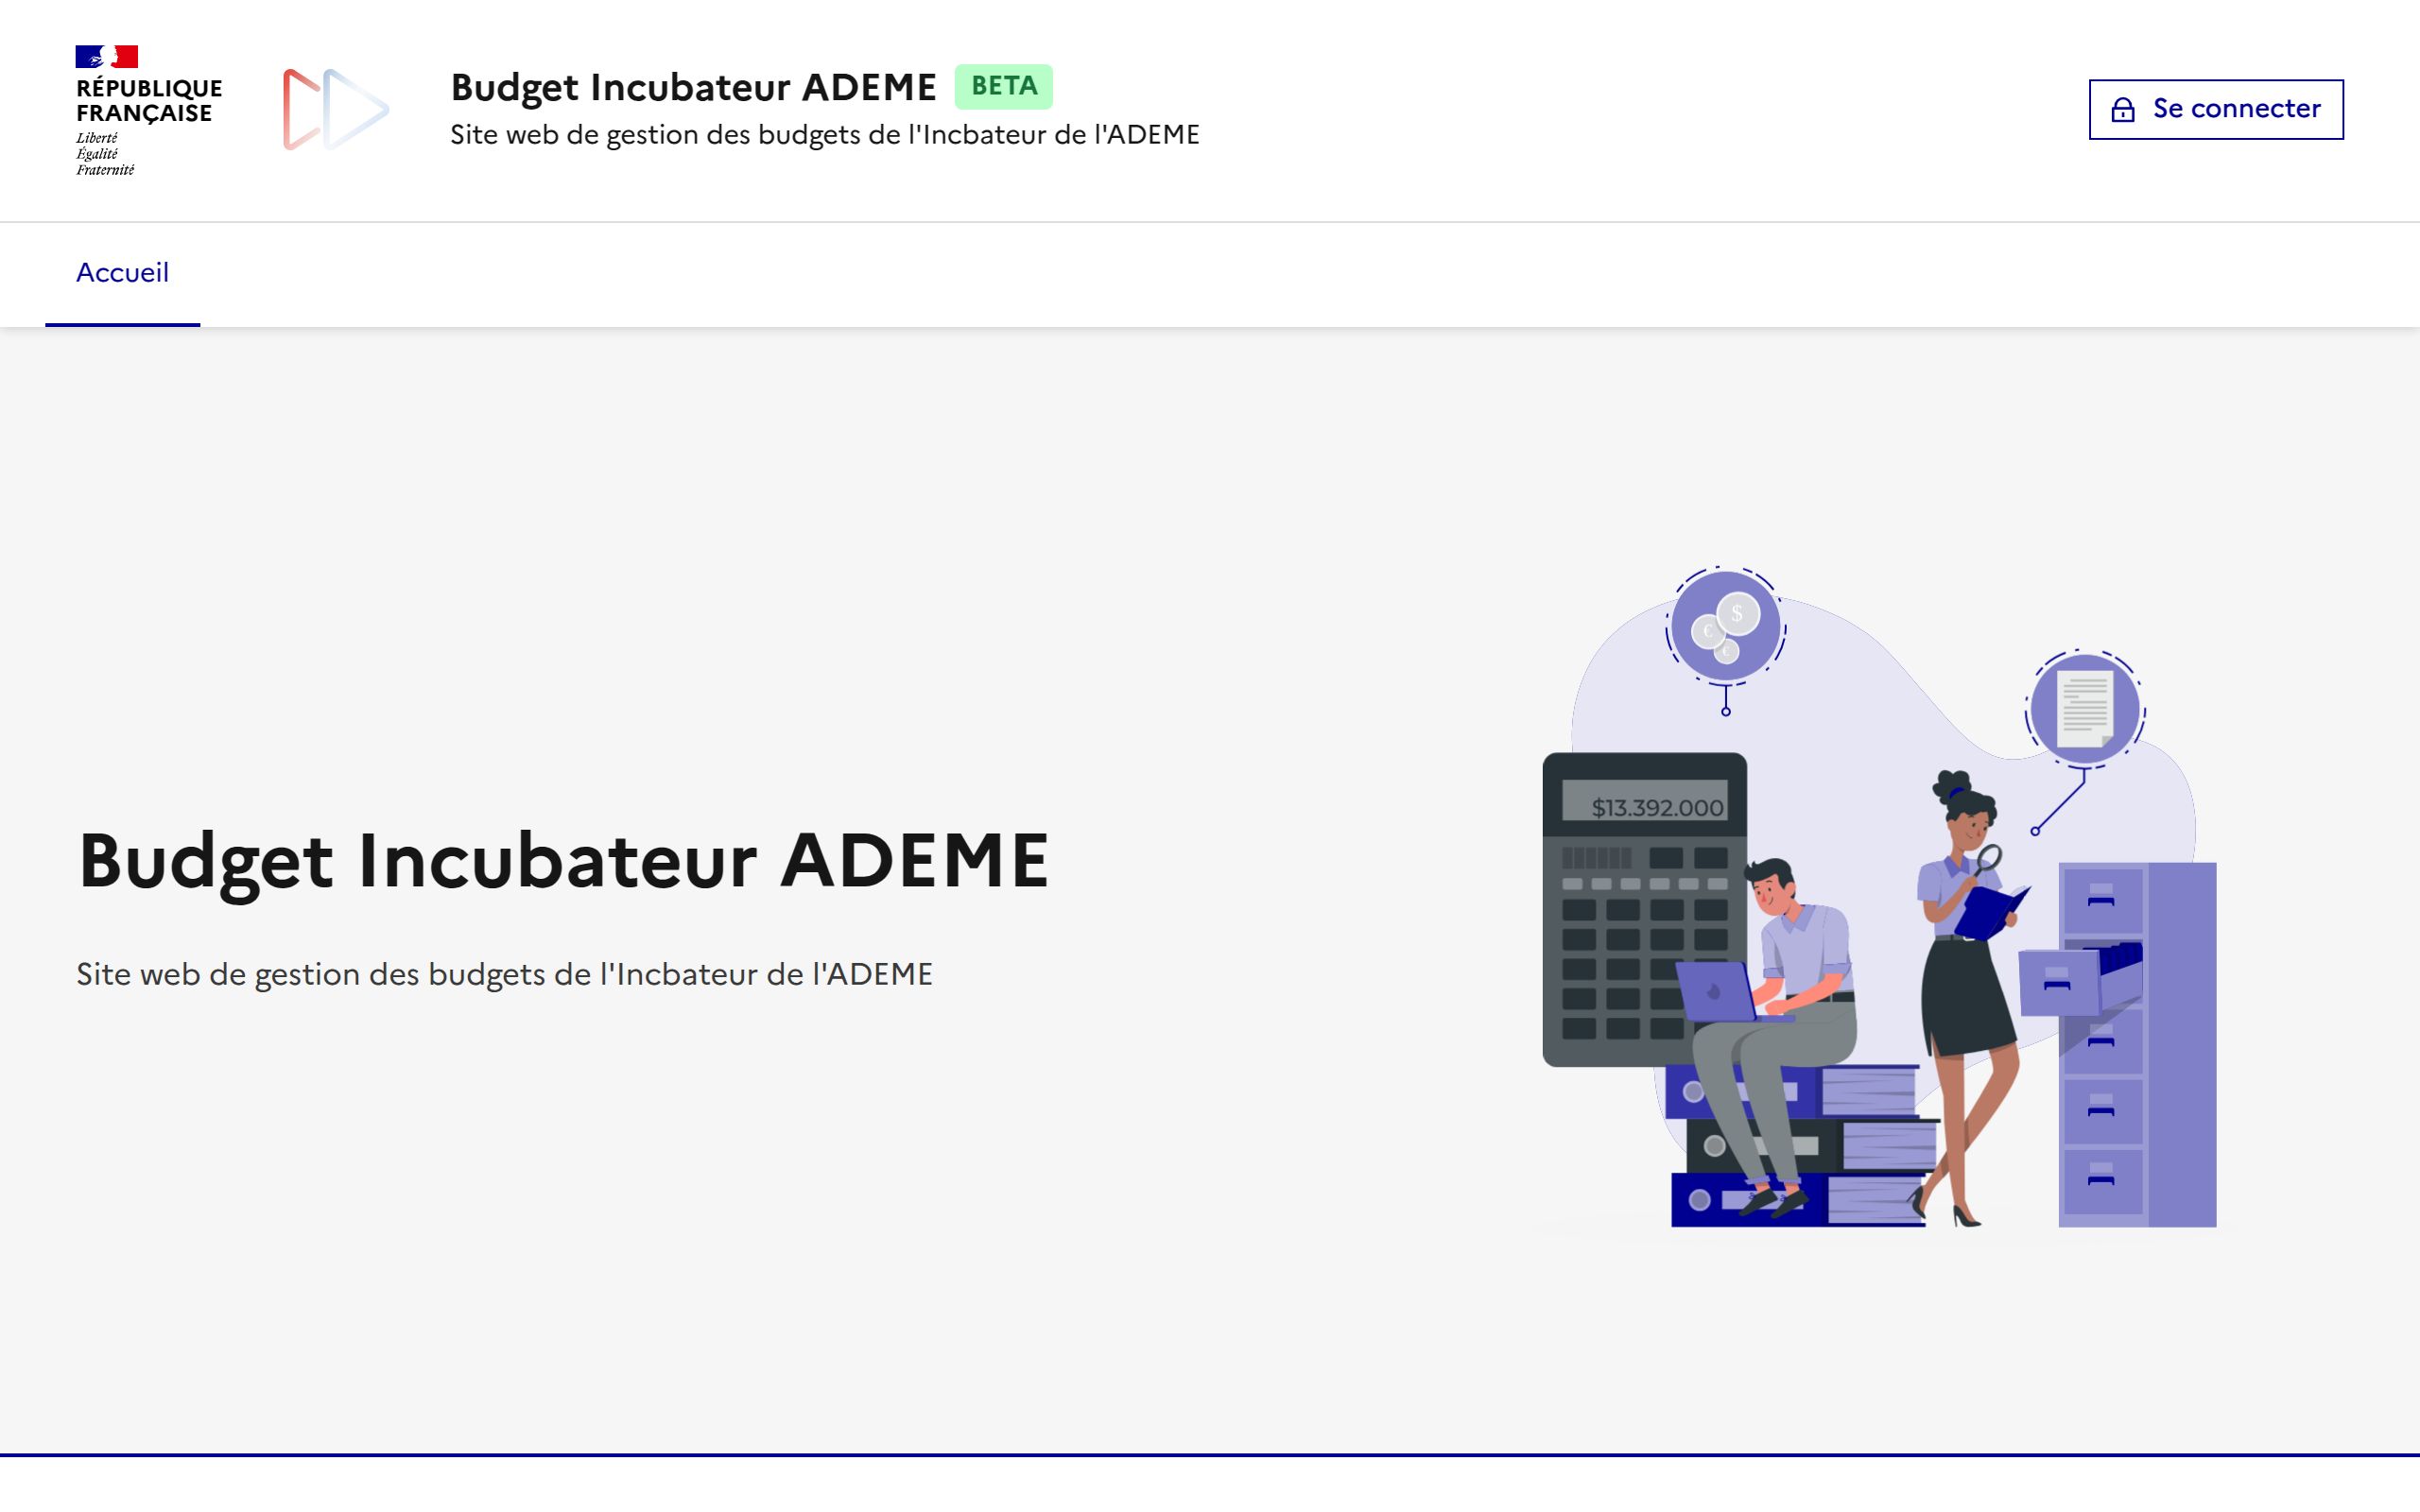 RÉPUBLIQUE
FRANÇAISE
Liberté
Égalité
Fraternité
Budget Incubateur ADEME BETA
Site web de gestion des budgets de l'Incbateur de l'ADEME
Se connecter
Accueil
Budget Incubateur ADEME
Site web de gestion des budgets de l'Incbateur de l'ADEME
$
€
€
$13.392.000